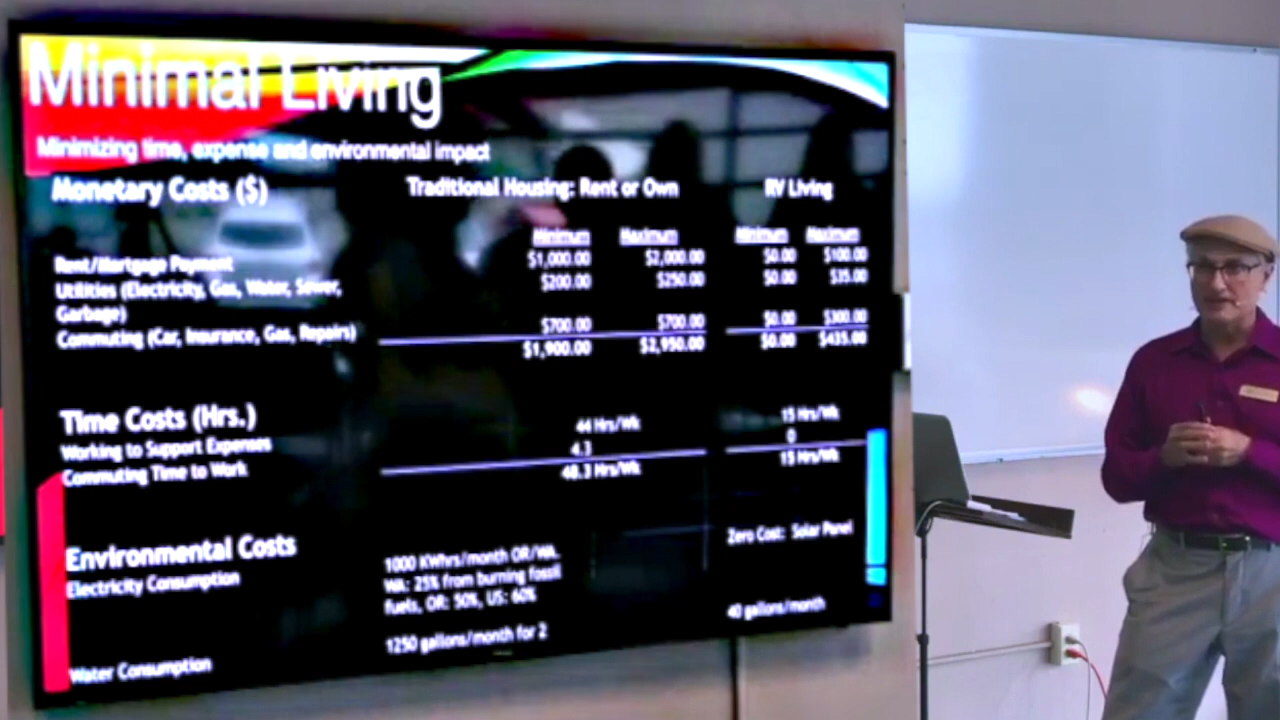 Minimal Living
Minimizing time, expense and environmental impact
Monetary Costs ($) Traditional Housing: Rent or Own RV Living
Minimum Maximum Minimum Maximum
Rent/Mortgage Payment $1,000.00 $2,000.00 $0.00 $100.00
Utilities (Electricity, Gas, Water, Sewer, $200.00 $250.00 $0.00 $35.00
Garbage)
Commuting (Car, Insurance, Gas, Repairs) $700.00 $700.00 $0.00 $300.00
$1,900.00 $2,950.00 $0.00 $435.00
Time Costs (Hrs.)
Working to Support Expenses 44 Hrs/Wk 15 Hrs/Wk
Commuting Time to Work 4.3 0
48.3 Hrs/Wk 15 Hrs/Wk
Environmental Costs
Electricity Consumption 1000 KWhrs/month OR/WA. Zero Cost: Solar Panel
WA: 25% from burning fossil
fuels, OR: 50%, US: 60%
Water Consumption 1250 gallons/month for 2 40 gallons/month